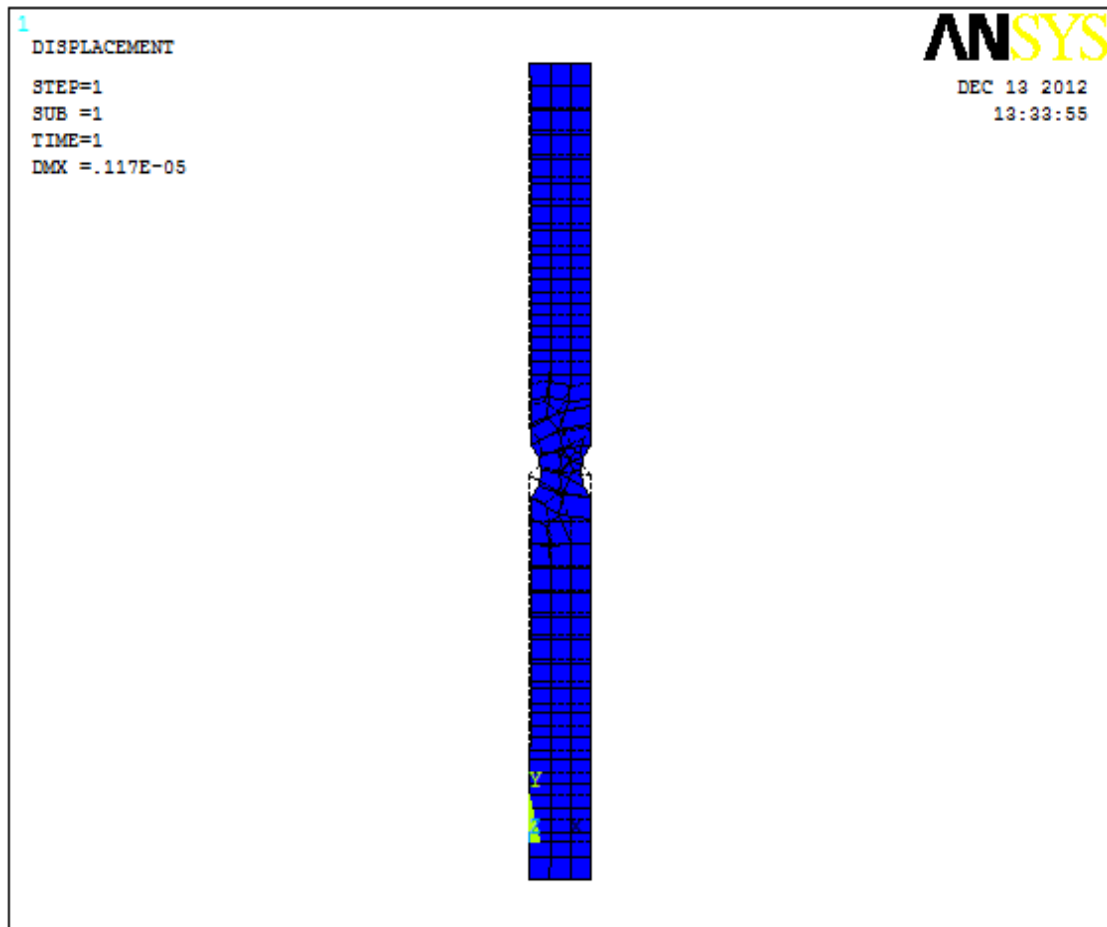 1
DISPLACEMENT
STEP=1
SUB =1
TIME=1
DMX =.117E-05
ANSYS
DEC 13 2012
13:33:55
Y
X